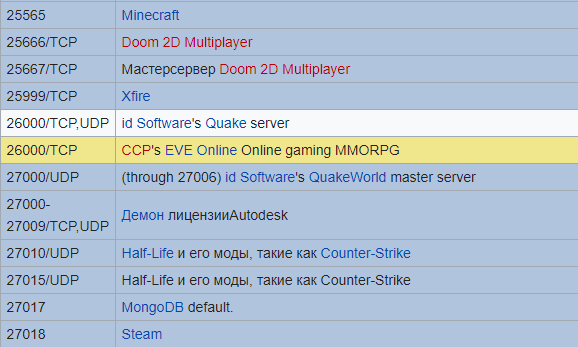 25565 Minecraft
25666/TCP Doom 2D Multiplayer
25667/TCP Мастерсервер Doom 2D Multiplayer
25999/TCP Xfire
26000/TCP,UDP id Software's Quake server
26000/TCP CCP's EVE Online Online gaming MMORPG
27000/UDP (through 27006) id Software's QuakeWorld master server
27000-
27009/TCP,UDP Демон лицензииAutodesk
27010/UDP Half-Life и его моды, такие как Counter-Strike
27015/UDP Half-Life и его моды, такие как Counter-Strike
27017 MongoDB default.
27018 Steam